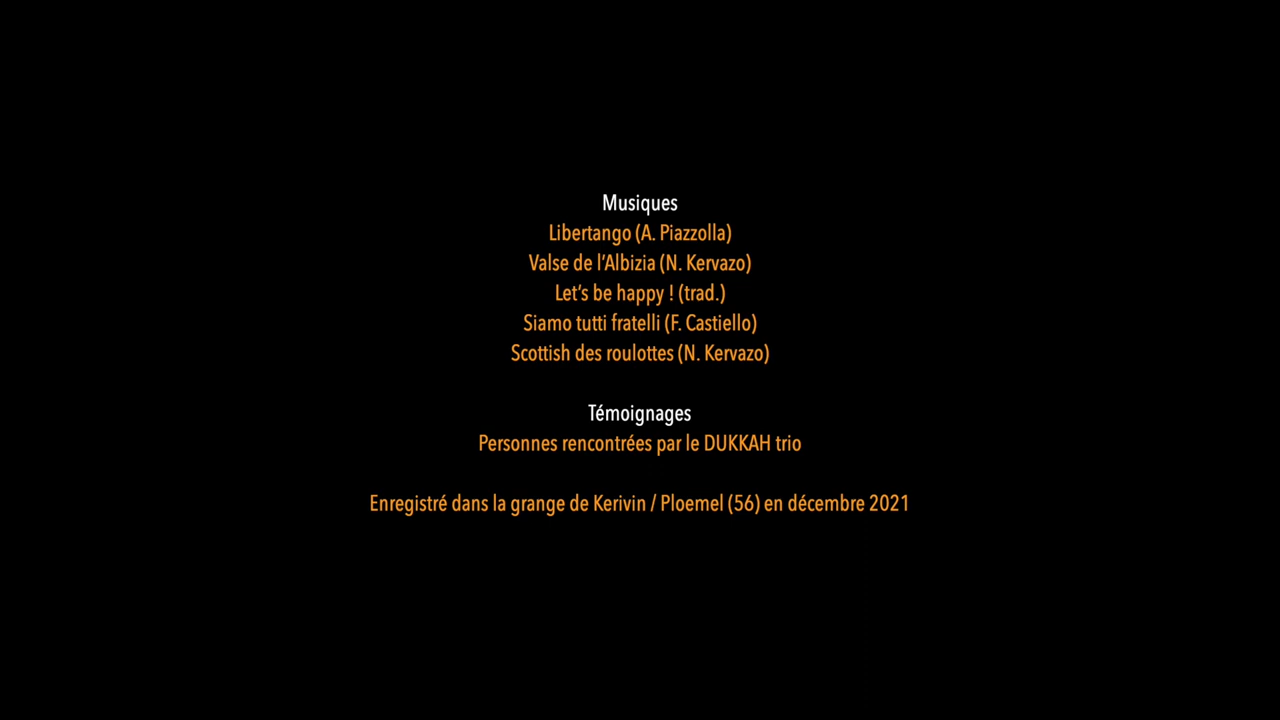 Musiques
Libertango (A. Piazzolla)
Valse de l’Albizia (N. Kervazo)
Let’s be happy ! (trad.)
Siamo tutti fratelli (F. Castiello)
Scottish des roulottes (N. Kervazo)
Témoignages
Personnes rencontrées par le DUKKAH trio
Enregistré dans la grange de Kerivin / Ploemel (56) en décembre 2021